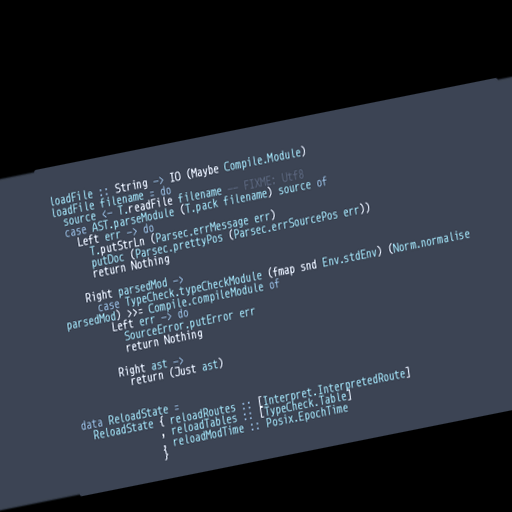 loadFile :: String -> IO (Maybe Compile.Module)
loadFile filename = do
source <- T.readFile filename -- FIXME: Utf8
case AST.parseModule (T.pack filename) source of
Left err -> do
T.putStrLn (Parsec.errMessage err)
putDoc (Parsec.prettyPos (Parsec.errSourcePos err))
return Nothing
Right parsedMod ->
case TypeCheck.typeCheckModule (fmap snd Env.stdEnv) (Norm.normalise
parsedMod) >>= Compile.compileModule of
Left err -> do
SourceError.putError err
return Nothing
Right ast ->
return (Just ast)
data ReloadState =
ReloadState { reloadRoutes :: [Interpret.InterpretedRoute]
, reloadTables :: [TypeCheck.Table]
, reloadModTime :: Posix.EpochTime
}